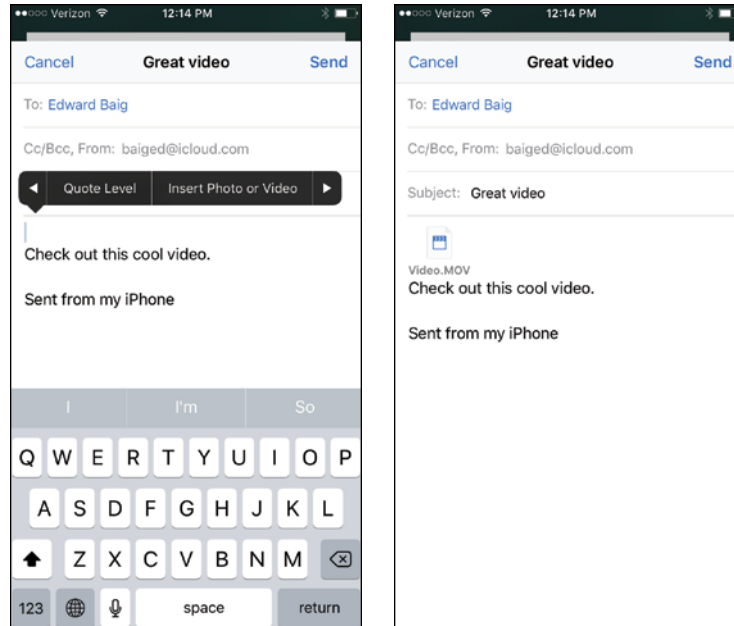 Verizon 12:14 PM
Cancel Great video Send
To: Edward Baig
Cc/Bcc, From: baiged@icloud.com
Quote Level Insert Photo or Video
Check out this cool video.
Sent from my iPhone
I I'm So
Q W E R T Y U I O P
A S D F G H J K L
Z X C V B N M
123 space return
Verizon 12:14 PM
Cancel Great video Send
To: Edward Baig
Cc/Bcc, From: baiged@icloud.com
Subject: Great video
Video.MOV
Check out this cool video.
Sent from my iPhone